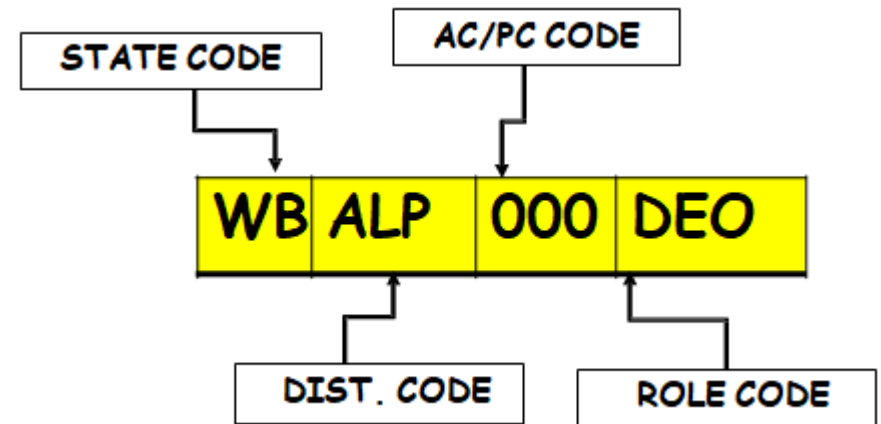 STATE CODE
AC/PC CODE
WB ALP 000 DEO
DIST. CODE
ROLE CODE